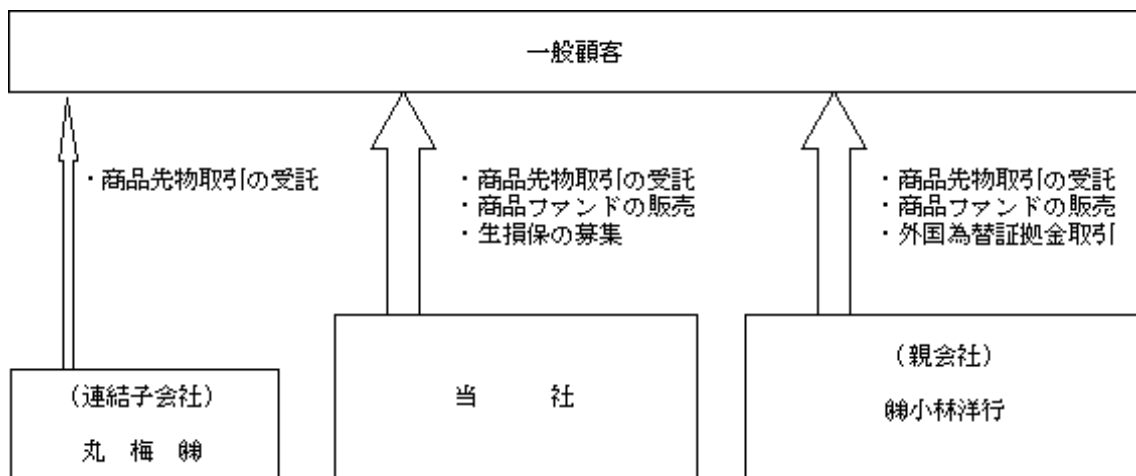 一般顧客
・商品先物取引の受託
・商品先物取引の受託
・商品ファンドの販売
・生損保の募集
・商品先物取引の受託
・商品ファンドの販売
・外国為替証拠金取引
(連結子会社)
丸 梅 ㈱
当 社
(親会社)
㈱小林洋行